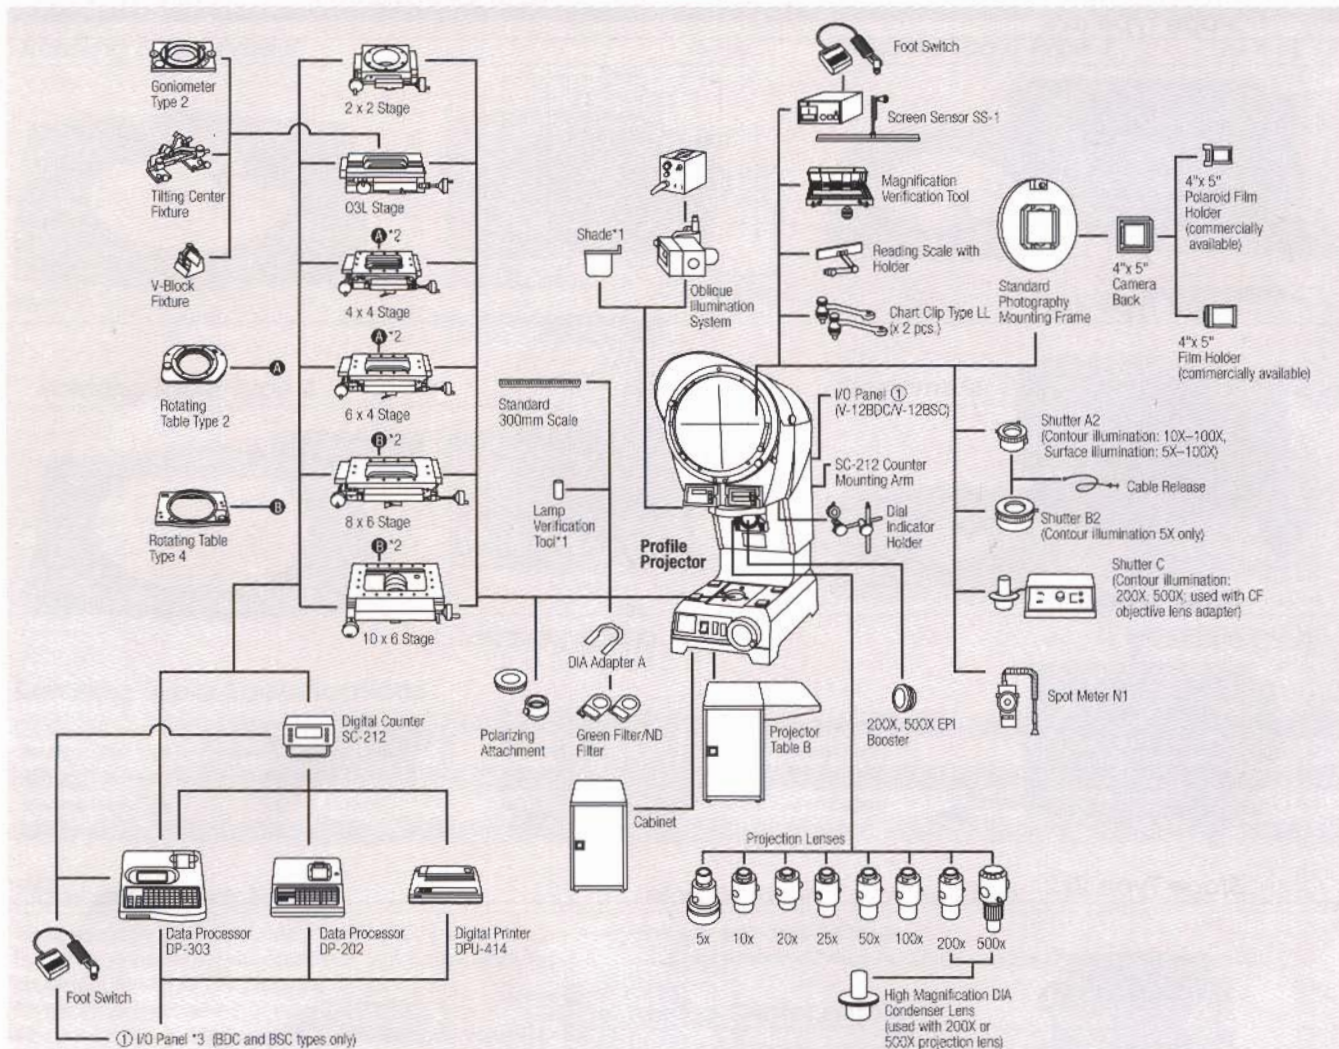 Goniometer
Type 2
Tilting Center
Fixture
V-Block
Fixture
Rotating
Table Type 2
A
Rotating Table
Type 4
B
2 x 2 Stage
O3L Stage
A *2
4 x 4 Stage
A *2
6 x 4 Stage
B *2
8 x 6 Stage
B *2
10 x 6 Stage
Shade*1
Oblique
Illumination
System
Standard
300mm Scale
Lamp
Verification
Tool*1
Profile
Projector
DIA Adapter A
Polarizing
Attachment
Green Filter/ND
Filter
Foot Switch
Screen Sensor SS-1
Magnification
Verification Tool
Reading Scale with
Holder
Chart Clip Type LL
(x 2 pcs.)
Standard
Photography
Mounting Frame
4"x 5"
Camera
Back
4"x 5"
Polaroid Film
Holder
(commercially
available)
4"x 5"
Film Holder
(commercially available)
I/O Panel ①
(V-12BDC/V-12BSC)
SC-212 Counter
Mounting Arm
Dial
Indicator
Holder
Shutter A2
(Contour illumination: 10X–100X,
Surface illumination: 5X–100X)
Cable Release
Shutter B2
(Contour illumination 5X only)
Shutter C
(Contour illumination:
200X, 500X; used with CF
objective lens adapter)
Spot Meter N1
200X, 500X EPI
Booster
Projector
Table B
Cabinet
Digital Counter
SC-212
Data Processor
DP-303
Data Processor
DP-202
Digital Printer
DPU-414
Foot Switch
① I/O Panel *3 (BDC and BSC types only)
Projection Lenses
5x 10x 20x 25x 50x 100x 200x 500x
High Magnification DIA
Condenser Lens
(used with 200X or
500X projection lens)